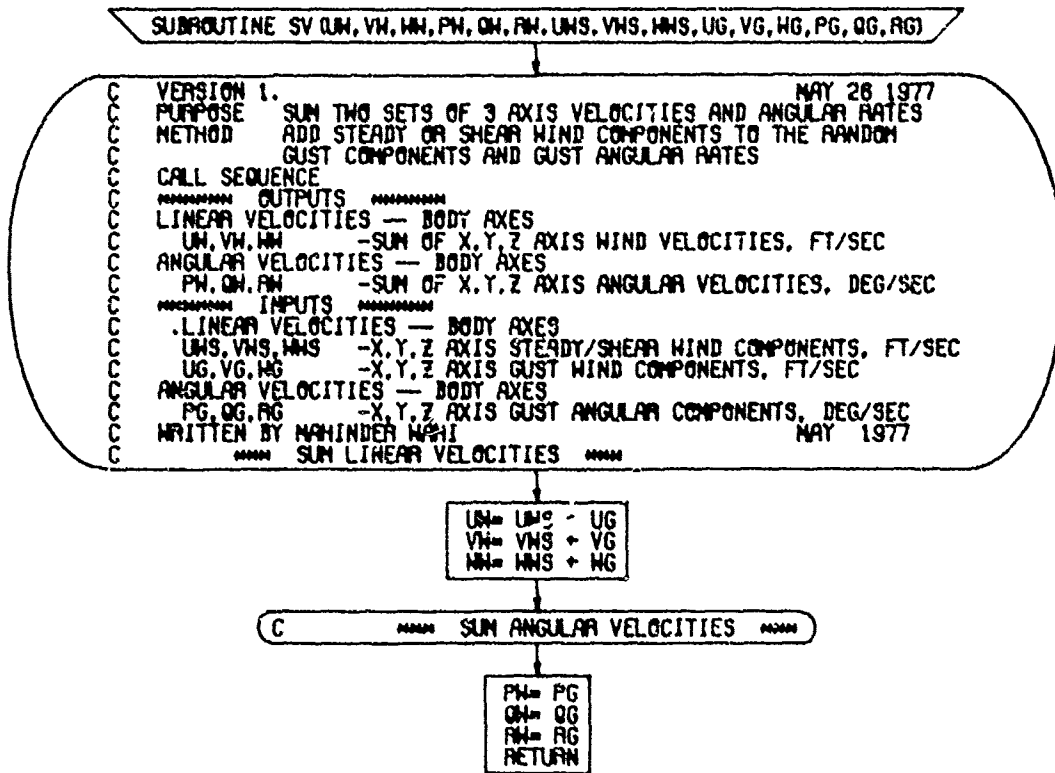 SUBROUTINE SV (UW,VW,WW,PW,QW,RW,UWS,VWS,WWS,UG,VG,WG,PG,QG,RG)
C VERSION 1. MAY 26 1977
C PURPOSE SUM TWO SETS OF 3 AXIS VELOCITIES AND ANGULAR RATES
C METHOD ADD STEADY OR SHEAR WIND COMPONENTS TO THE RANDOM
C GUST COMPONENTS AND GUST ANGULAR RATES
C CALL SEQUENCE
C ******* OUTPUTS *******
C LINEAR VELOCITIES — BODY AXES
C UW,VW,WW -SUM OF X,Y,Z AXIS WIND VELOCITIES, FT/SEC
C ANGULAR VELOCITIES — BODY AXES
C PW,QW,RW -SUM OF X,Y,Z AXIS ANGULAR VELOCITIES, DEG/SEC
C ******* INPUTS *******
C .LINEAR VELOCITIES — BODY AXES
C UWS,VWS,WWS -X,Y,Z AXIS STEADY/SHEAR WIND COMPONENTS, FT/SEC
C UG,VG,WG -X,Y,Z AXIS GUST WIND COMPONENTS, FT/SEC
C ANGULAR VELOCITIES — BODY AXES
C PG,QG,RG -X,Y,Z AXIS GUST ANGULAR COMPONENTS, DEG/SEC
C WRITTEN BY MAHINDER WAHI MAY 1977
C *** SUM LINEAR VELOCITIES ***
UW= UWS - UG
VW= VWS + VG
WW= WWS + WG
C *** SUM ANGULAR VELOCITIES ***
PW= PG
QW= QG
RW= RG
RETURN